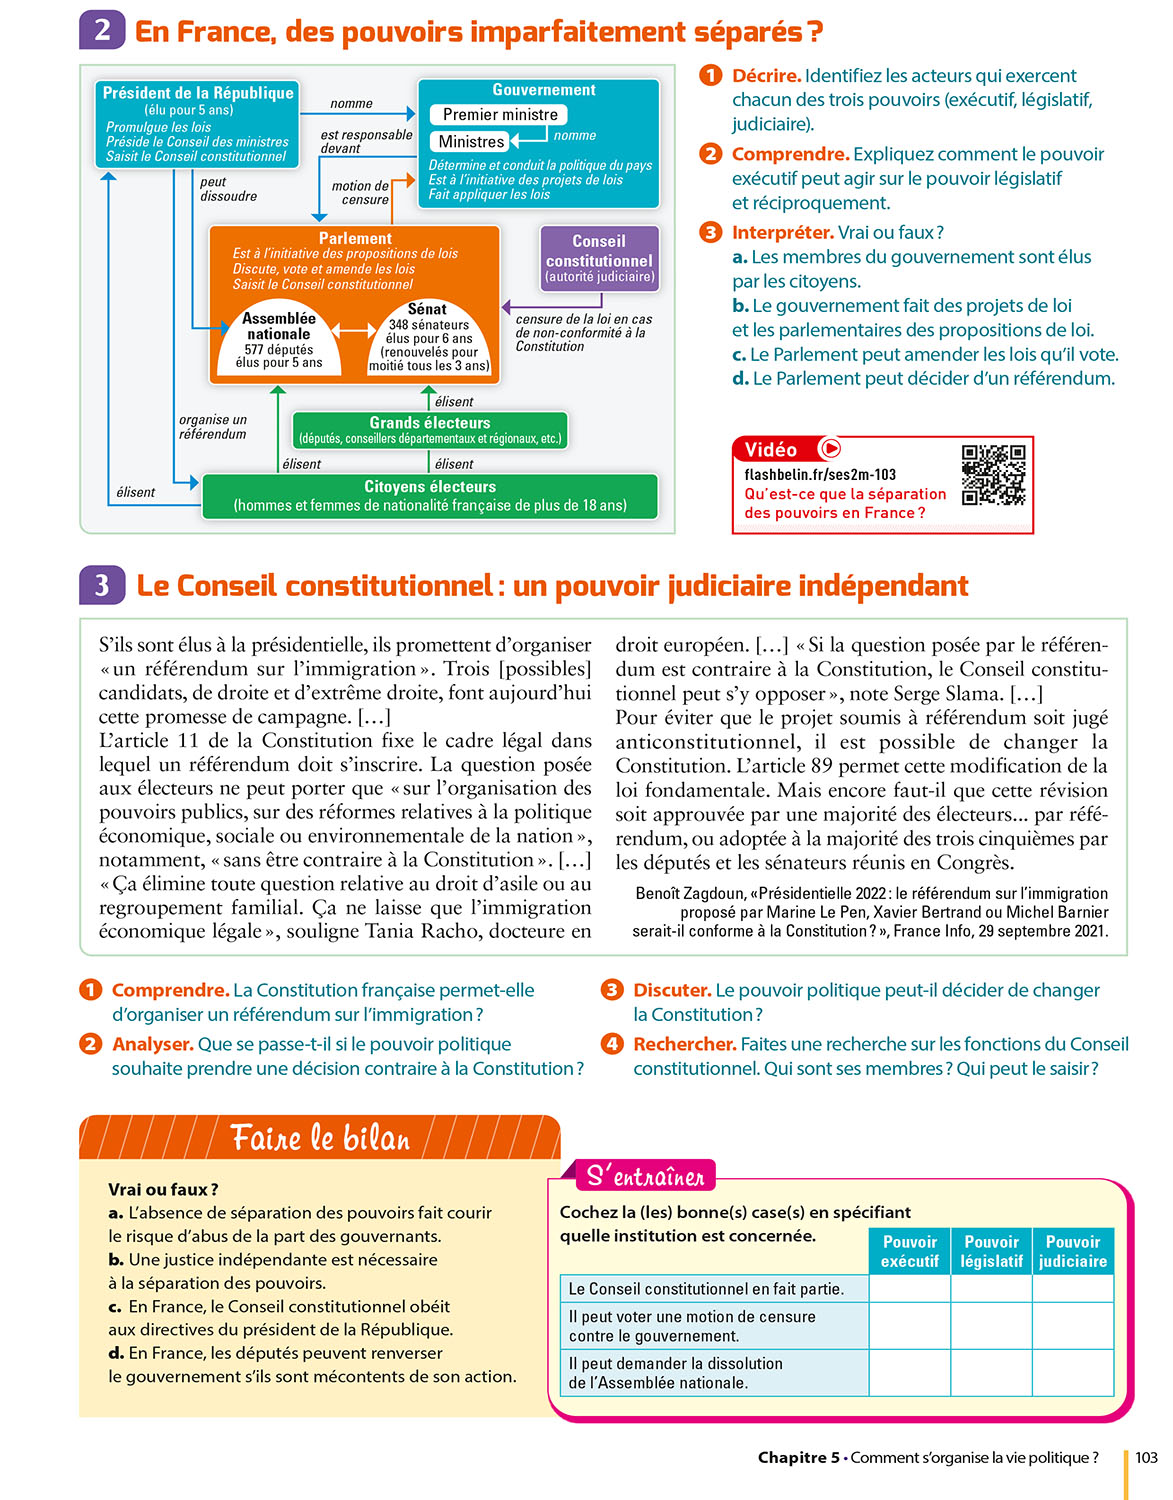 2 En France, des pouvoirs imparfaitement séparés ?
Président de la République
(élu pour 5 ans)
Promulgue les lois
Préside le Conseil des ministres
Saisit le Conseil constitutionnel
nomme
est responsable
devant
motion de
censure
peut
dissoudre
Gouvernement
Premier ministre
nomme
Ministres
Détermine et conduit la politique du pays
Est à l'initiative des projets de lois
Fait appliquer les lois
Parlement
Est à l'initiative des propositions de lois
Discute, vote et amende les lois
Saisit le Conseil constitutionnel
Assemblée
nationale
577 députés
élus pour 5 ans
Sénat
348 sénateurs
élus pour 6 ans
(renouvelés pour
moitié tous les 3 ans)
Conseil
constitutionnel
(autorité judiciaire)
censure de la loi en cas
de non-conformité à la
Constitution
élisent
organise un
référendum
Grands électeurs
(députés, conseillers départementaux et régionaux, etc.)
élisent
élisent
élisent
Citoyens électeurs
(hommes et femmes de nationalité française de plus de 18 ans)
1 Décrire. Identifiez les acteurs qui exercent
chacun des trois pouvoirs (exécutif, législatif,
judiciaire).
2 Comprendre. Expliquez comment le pouvoir
exécutif peut agir sur le pouvoir législatif
et réciproquement.
3 Interpréter. Vrai ou faux ?
a. Les membres du gouvernement sont élus
par les citoyens.
b. Le gouvernement fait des projets de loi
et les parlementaires des propositions de loi.
c. Le Parlement peut amender les lois qu'il vote.
d. Le Parlement peut décider d'un référendum.
Vidéo
flashbelin.fr/ses2m-103
Qu'est-ce que la séparation
des pouvoirs en France ?
3 Le Conseil constitutionnel : un pouvoir judiciaire indépendant
S'ils sont élus à la présidentielle, ils promettent d'organiser
« un référendum sur l'immigration ». Trois [possibles]
candidats, de droite et d'extrême droite, font aujourd'hui
cette promesse de campagne. […]
L'article 11 de la Constitution fixe le cadre légal dans
lequel un référendum doit s'inscrire. La question posée
aux électeurs ne peut porter que « sur l'organisation des
pouvoirs publics, sur des réformes relatives à la politique
économique, sociale ou environnementale de la nation »,
notamment, « sans être contraire à la Constitution ». […]
« Ça élimine toute question relative au droit d'asile ou au
regroupement familial. Ça ne laisse que l'immigration
économique légale », souligne Tania Racho, docteure en
droit européen. […] « Si la question posée par le référen-
dum est contraire à la Constitution, le Conseil constitu-
tionnel peut s'y opposer », note Serge Slama. […]
Pour éviter que le projet soumis à référendum soit jugé
anticonstitutionnel, il est possible de changer la
Constitution. L'article 89 permet cette modification de la
loi fondamentale. Mais encore faut-il que cette révision
soit approuvée par une majorité des électeurs... par réfé-
rendum, ou adoptée à la majorité des trois cinquièmes par
les députés et les sénateurs réunis en Congrès.
Benoît Zagdoun, «Présidentielle 2022 : le référendum sur l'immigration
proposé par Marine Le Pen, Xavier Bertrand ou Michel Barnier
serait-il conforme à la Constitution ? », France Info, 29 septembre 2021.
1 Comprendre. La Constitution française permet-elle
d'organiser un référendum sur l'immigration ?
2 Analyser. Que se passe-t-il si le pouvoir politique
souhaite prendre une décision contraire à la Constitution ?
3 Discuter. Le pouvoir politique peut-il décider de changer
la Constitution ?
4 Rechercher. Faites une recherche sur les fonctions du Conseil
constitutionnel. Qui sont ses membres ? Qui peut le saisir ?
Faire le bilan
Vrai ou faux ?
a. L'absence de séparation des pouvoirs fait courir
le risque d'abus de la part des gouvernants.
b. Une justice indépendante est nécessaire
à la séparation des pouvoirs.
c. En France, le Conseil constitutionnel obéit
aux directives du président de la République.
d. En France, les députés peuvent renverser
le gouvernement s'ils sont mécontents de son action.
S'entraîner
Cochez la (les) bonne(s) case(s) en spécifiant
quelle institution est concernée.
Pouvoir exécutif
Pouvoir législatif
Pouvoir judiciaire
Le Conseil constitutionnel en fait partie.
Il peut voter une motion de censure
contre le gouvernement.
Il peut demander la dissolution
de l'Assemblée nationale.
Chapitre 5 • Comment s'organise la vie politique ? 103